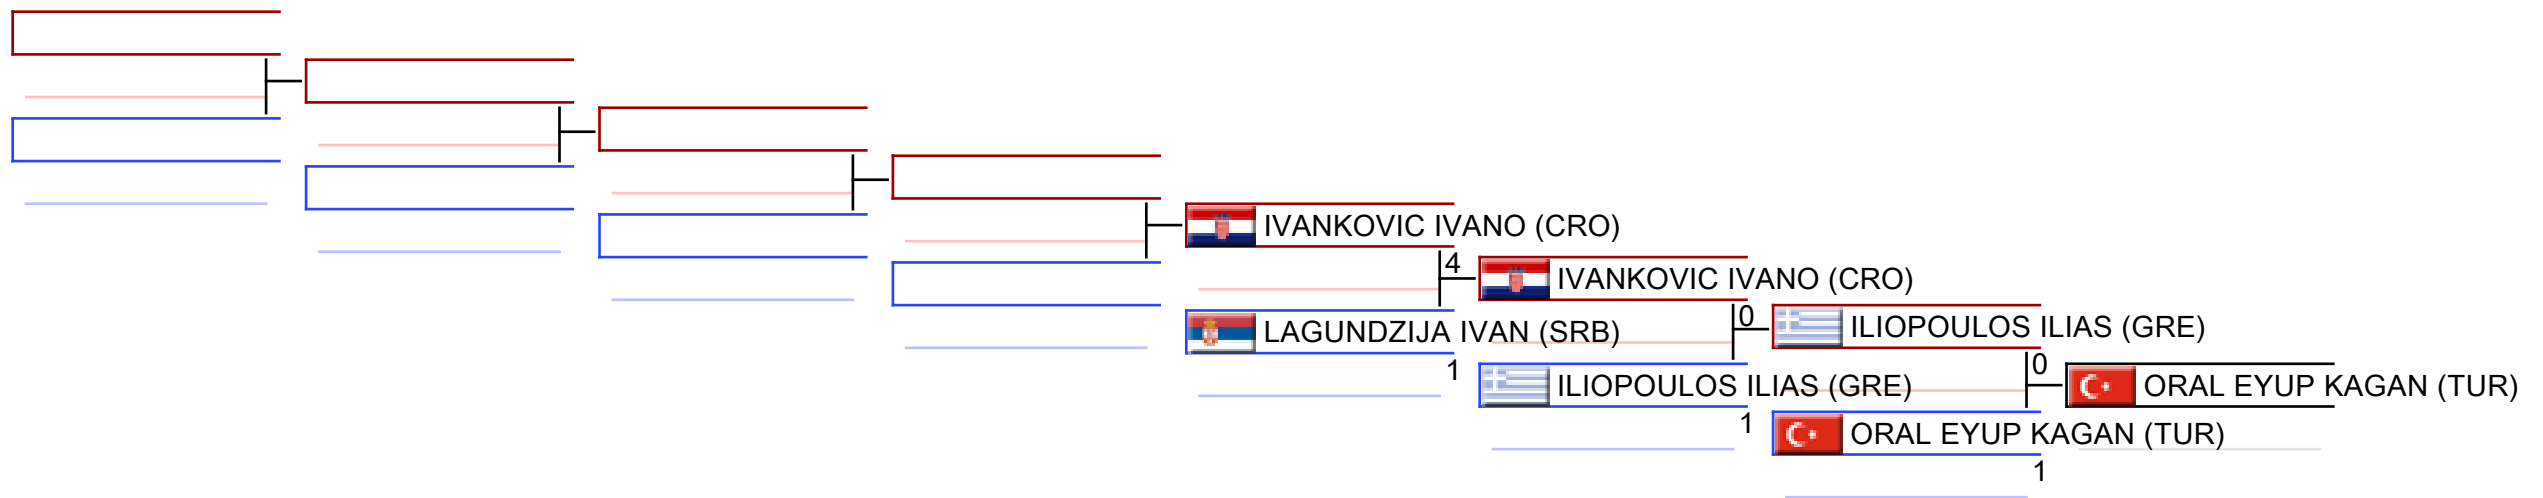 IVANKOVIC IVANO (CRO)
4
IVANKOVIC IVANO (CRO)
LAGUNDZIJA IVAN (SRB)
1
0
ILIOPOULOS ILIAS (GRE)
ILIOPOULOS ILIAS (GRE)
1
0
ORAL EYUP KAGAN (TUR)
ORAL EYUP KAGAN (TUR)
1